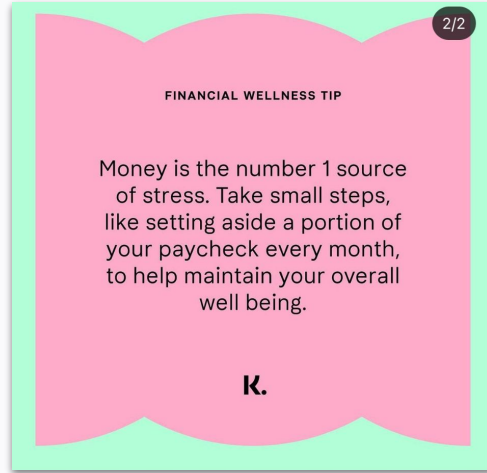 2/2
FINANCIAL WELLNESS TIP
Money is the number 1 source
of stress. Take small steps,
like setting aside a portion of
your paycheck every month,
to help maintain your overall
well being.
K.